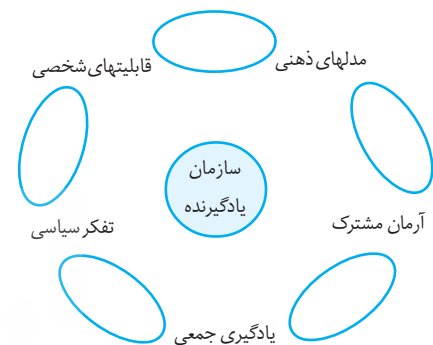 مدلهای ذهنی
قابلیتهای شخصی
سازمان
یادگیرنده
آرمان مشترک
تفکر سیاسی
یادگیری جمعی